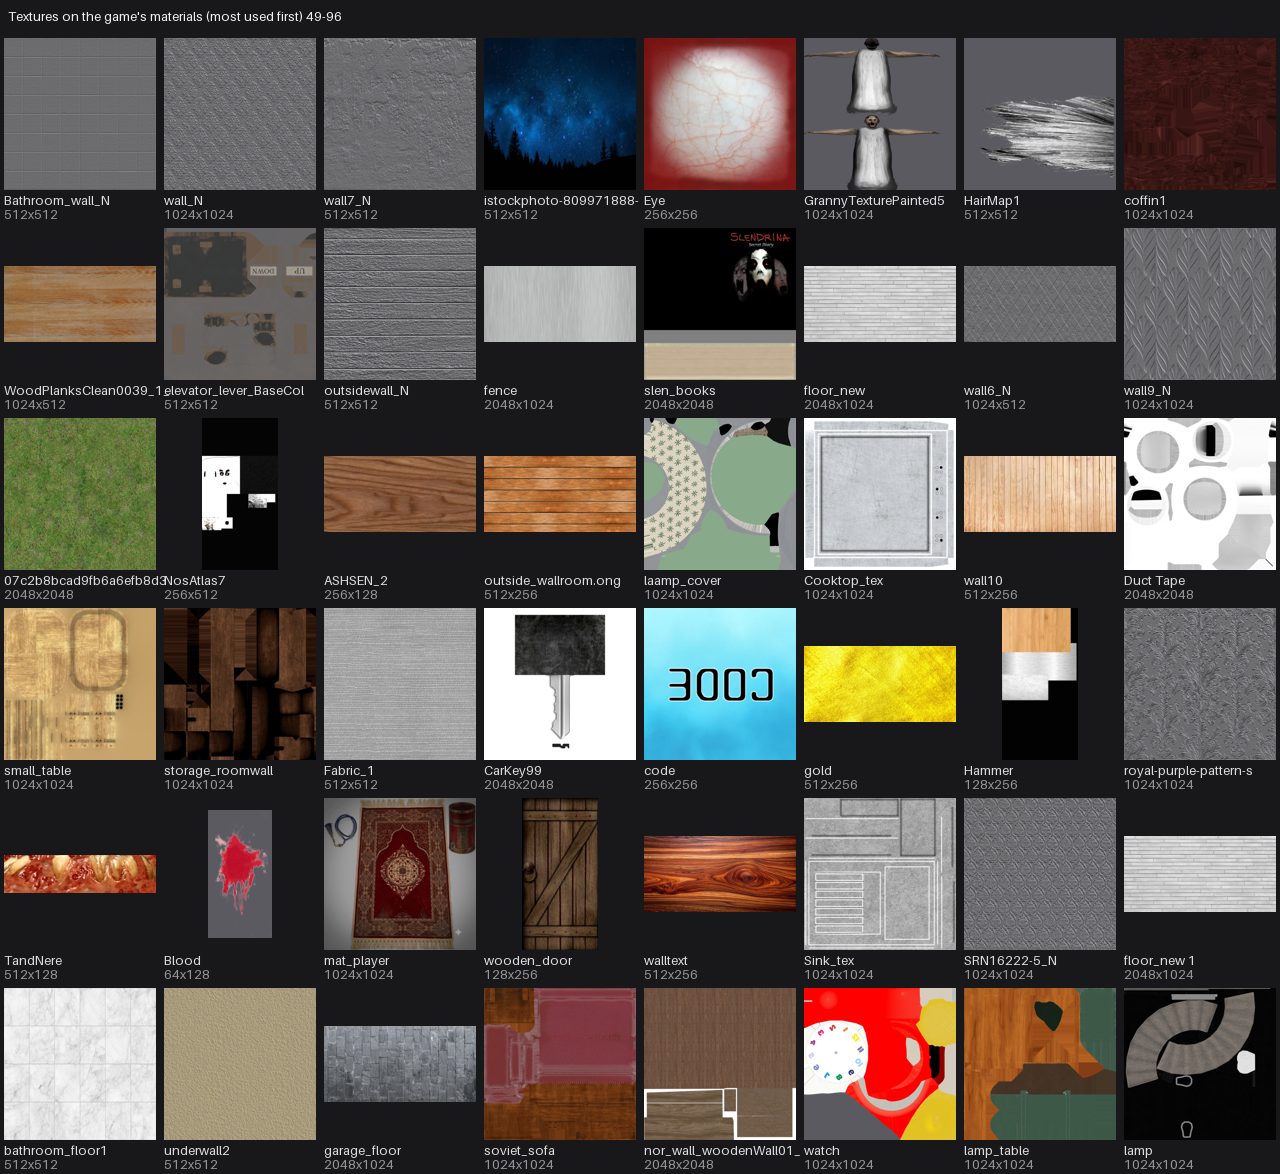 Textures on the game's materials (most used first) 49-96
Bathroom_wall_N
512x512
wall_N
1024x1024
wall7_N
512x512
istockphoto-809971888-
512x512
Eye
256x256
GrannyTexturePainted5
1024x1024
HairMap1
512x512
coffin1
1024x1024
DOWN
UP
SLENDRINA
WoodPlanksClean0039_1_
1024x512
elevator_lever_BaseCol
512x512
outsidewall_N
512x512
fence
2048x1024
slen_books
2048x2048
floor_new
2048x1024
wall6_N
1024x512
wall9_N
1024x1024
07c2b8bcad9fb6a6efb8d3
2048x2048
NosAtlas7
256x512
ASHSEN_2
256x128
outside_wallroom.ong
512x256
laamp_cover
1024x1024
Cooktop_tex
1024x1024
wall10
512x256
Duct Tape
2048x2048
CODE
small_table
1024x1024
storage_roomwall
1024x1024
Fabric_1
512x512
CarKey99
2048x2048
code
256x256
gold
512x256
Hammer
128x256
royal-purple-pattern-s
1024x1024
TandNere
512x128
Blood
64x128
mat_player
1024x1024
wooden_door
128x256
walltext
512x256
Sink_tex
1024x1024
SRN16222-5_N
1024x1024
floor_new 1
2048x1024
bathroom_floor1
512x512
underwall2
512x512
garage_floor
2048x1024
soviet_sofa
1024x1024
nor_wall_woodenWall01_
2048x2048
watch
1024x1024
lamp_table
1024x1024
lamp
1024x1024